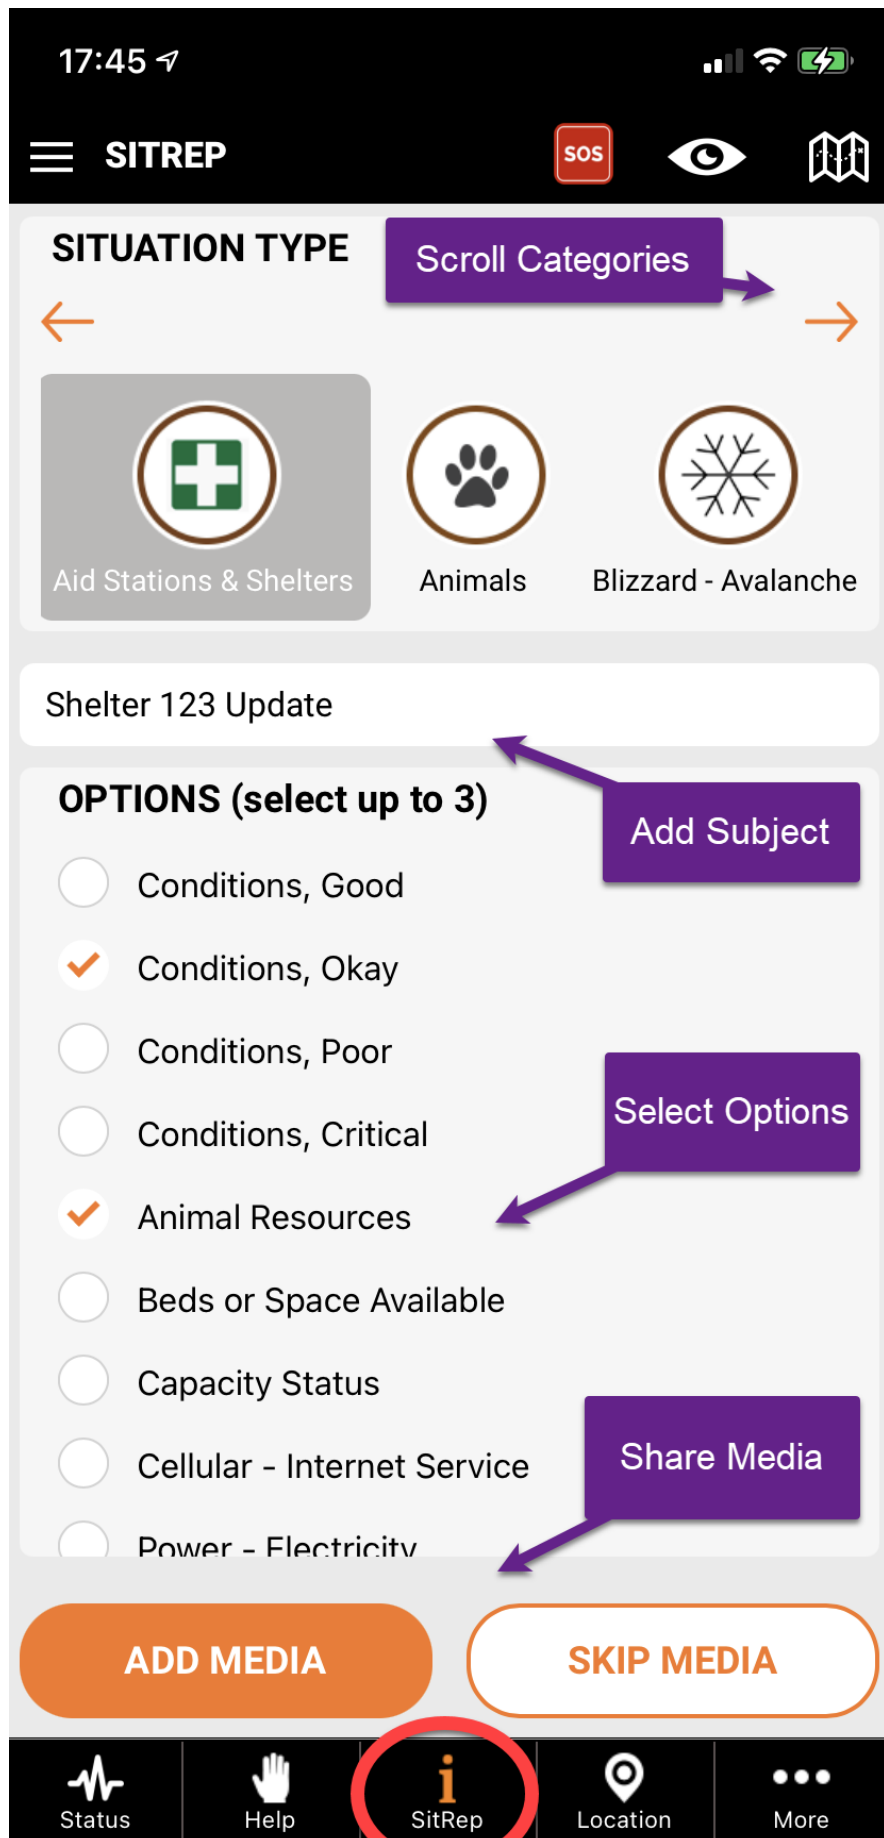 17:45
SITREP
SOS
SITUATION TYPE
Scroll Categories
Aid Stations & Shelters
Animals
Blizzard - Avalanche
Shelter 123 Update
Add Subject
OPTIONS (select up to 3)
Conditions, Good
Conditions, Okay
Conditions, Poor
Conditions, Critical
Select Options
Animal Resources
Beds or Space Available
Capacity Status
Cellular - Internet Service
Share Media
Power - Electricity
ADD MEDIA
SKIP MEDIA
Status
Help
i
SitRep
Location
More